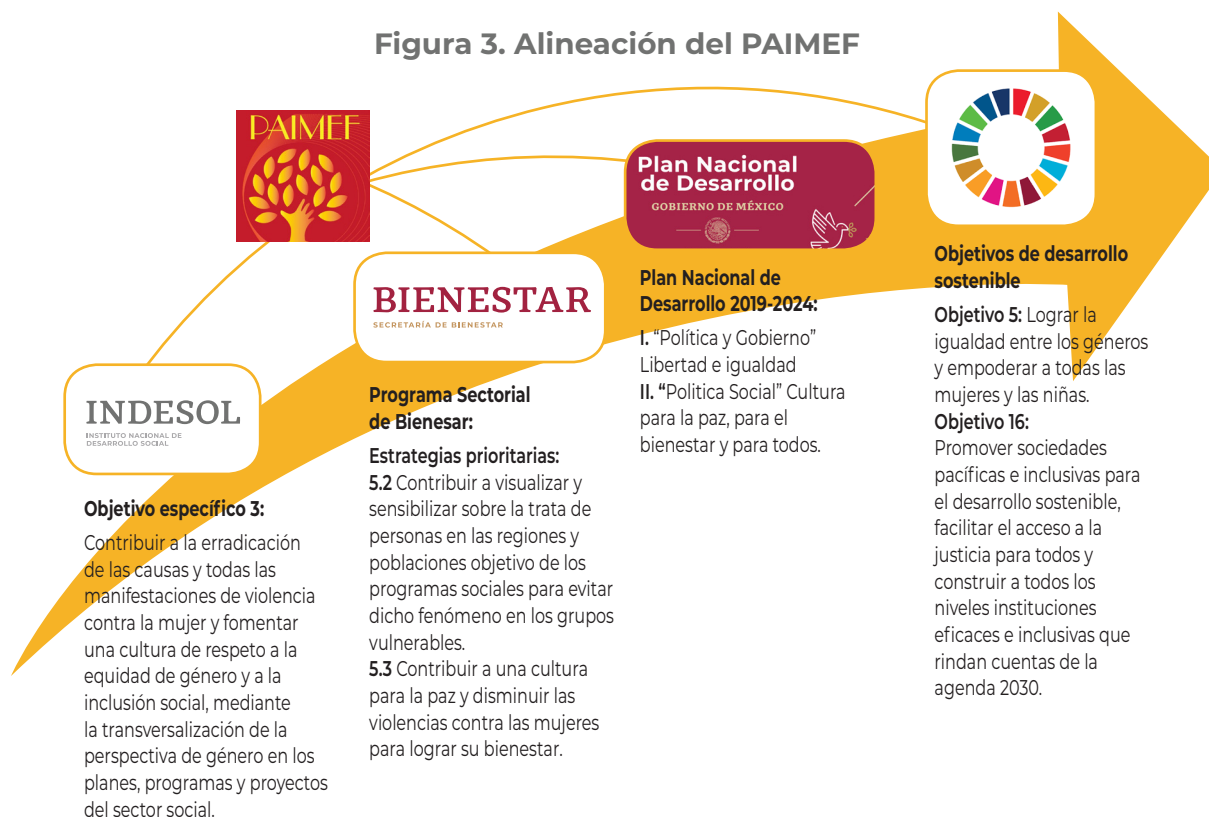 Figura 3. Alineación del PAIMEF
PAIMEF
INDESOL
INSTITUTO NACIONAL DE
DESARROLLO SOCIAL
Objetivo específico 3:
Contribuir a la erradicación
de las causas y todas las
manifestaciones de violencia
contra la mujer y fomentar
una cultura de respeto a la
equidad de género y a la
inclusión social, mediante
la transversalización de la
perspectiva de género en los
planes, programas y proyectos
del sector social.
BIENESTAR
SECRETARÍA DE BIENESTAR
Programa Sectorial
de Bienesar:
Estrategias prioritarias:
5.2 Contribuir a visualizar y
sensibilizar sobre la trata de
personas en las regiones y
poblaciones objetivo de los
programas sociales para evitar
dicho fenómeno en los grupos
vulnerables.
5.3 Contribuir a una cultura
para la paz y disminuir las
violencias contra las mujeres
para lograr su bienestar.
Plan Nacional
de Desarrollo
GOBIERNO DE MÉXICO
Plan Nacional de
Desarrollo 2019-2024:
I. “Política y Gobierno”
Libertad e igualdad
II. “Politica Social” Cultura
para la paz, para el
bienestar y para todos.
Objetivos de desarrollo
sostenible
Objetivo 5: Lograr la
igualdad entre los géneros
y empoderar a todas las
mujeres y las niñas.
Objetivo 16:
Promover sociedades
pacíficas e inclusivas para
el desarrollo sostenible,
facilitar el acceso a la
justicia para todos y
construir a todos los
niveles instituciones
eficaces e inclusivas que
rindan cuentas de la
agenda 2030.